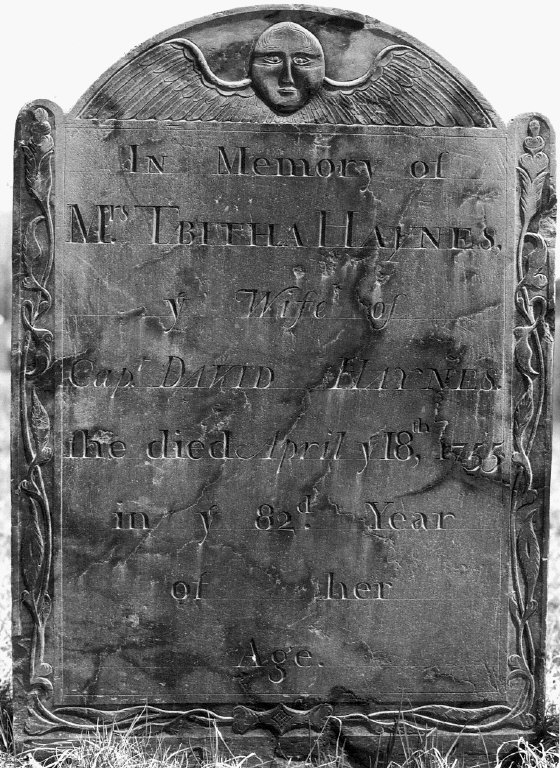 In Memory of
Mrs. Tbitha Haynes,
ye Wife of
Capt. David Haynes.
she died April ye 18th, 1755
in ye 82d. Year
of her
Age.